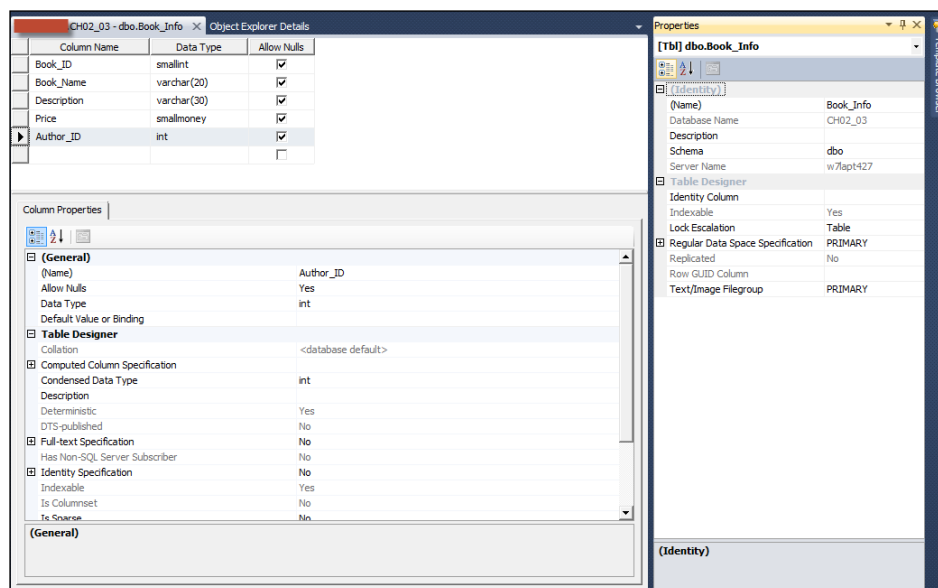 CH02_03 - dbo.Book_Info × Object Explorer Details
Column Name Data Type Allow Nulls
Book_ID smallint
Book_Name varchar(20)
Description varchar(30)
Price smallmoney
Author_ID int
Column Properties
(General)
(Name) Author_ID
Allow Nulls Yes
Data Type int
Default Value or Binding
Table Designer
Collation <database default>
Computed Column Specification
Condensed Data Type int
Description
Deterministic Yes
DTS-published No
Full-text Specification No
Has Non-SQL Server Subscriber No
Identity Specification No
Indexable Yes
Is Columnset No
Is Sparse No
(General)
Properties
[Tbl] dbo.Book_Info
(Identity)
(Name) Book_Info
Database Name CH02_03
Description
Schema dbo
Server Name w7lapt427
Table Designer
Identity Column
Indexable Yes
Lock Escalation Table
Regular Data Space Specification PRIMARY
Replicated No
Row GUID Column
Text/Image Filegroup PRIMARY
(Identity)